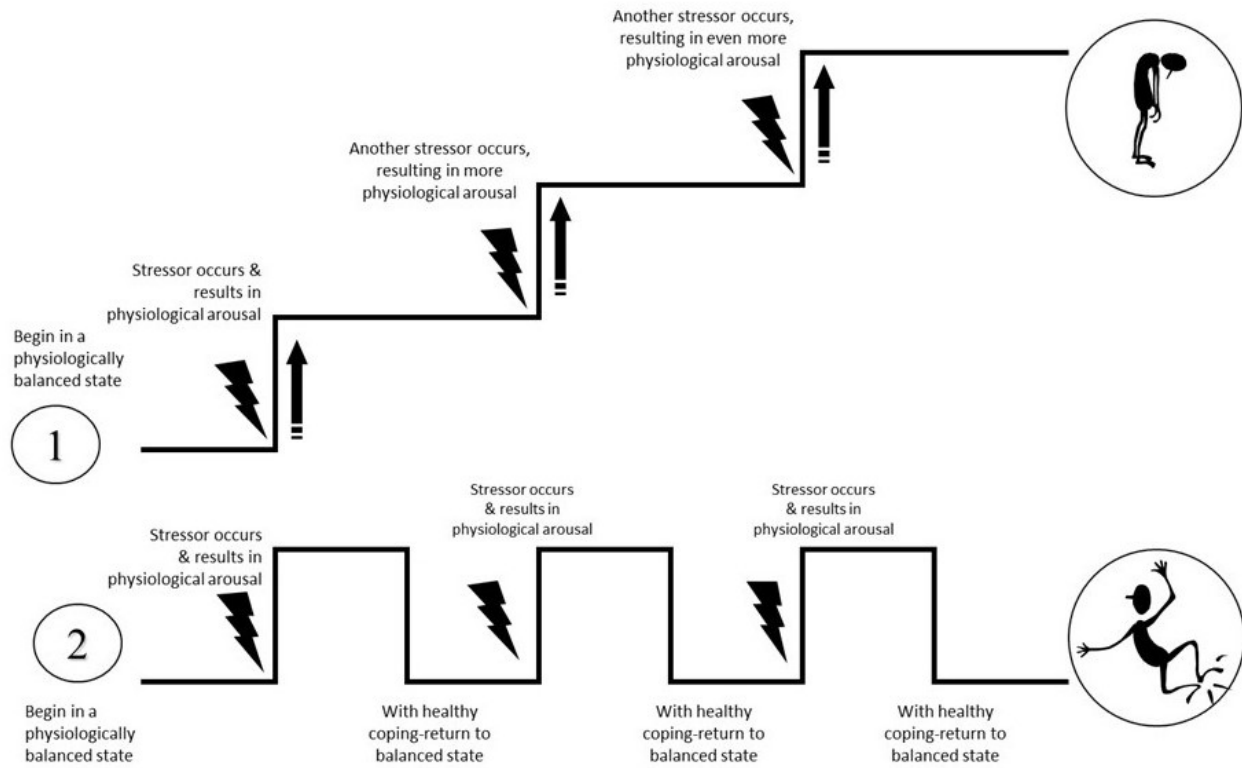 Another stressor occurs,
resulting in even more
physiological arousal
Another stressor occurs,
resulting in more
physiological arousal
Stressor occurs &
results in
physiological arousal
Begin in a
physiologically
balanced state
1
Stressor occurs
& results in
physiological arousal
Stressor occurs
& results in
physiological arousal
Stressor occurs
& results in
physiological arousal
2
Begin in a
physiologically
balanced state
With healthy
coping-return to
balanced state
With healthy
coping-return to
balanced state
With healthy
coping-return to
balanced state